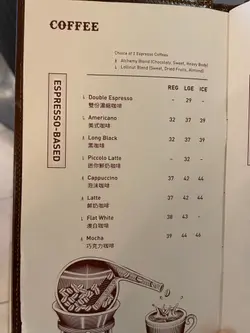 COFFEE
Choice of 2 Espresso Coffees
Alchemy Blend (Chocolaty, Sweet, Heavy Body)
Lollicup Blend (Sweet, Dried Fruits, Almond)
REG LGE ICE
ESPRESSO-BASED
Double Espresso - 29 -
雙份濃縮咖啡
Americano 32 37 39
美式咖啡
Long Black 32 37 39
黑咖啡
Piccolo Latte - 32 -
迷你鮮奶咖啡
Cappuccino 37 42 44
泡沫咖啡
Latte 37 42 44
鮮奶咖啡
Flat White 38 43 -
澳白咖啡
Mocha 39 44 46
巧克力咖啡